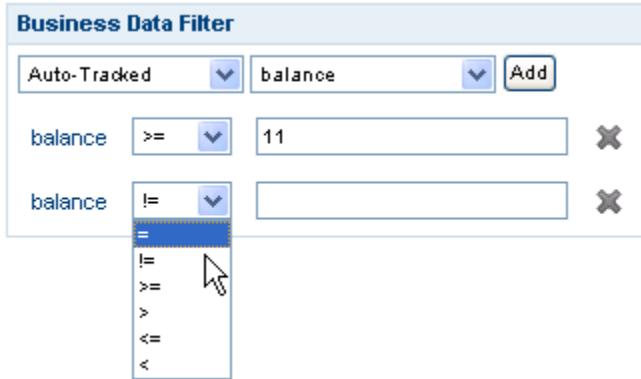 Business Data Filter
Auto-Tracked balance Add
balance >= 11
balance !=
=
!=
>=
>
<=
<